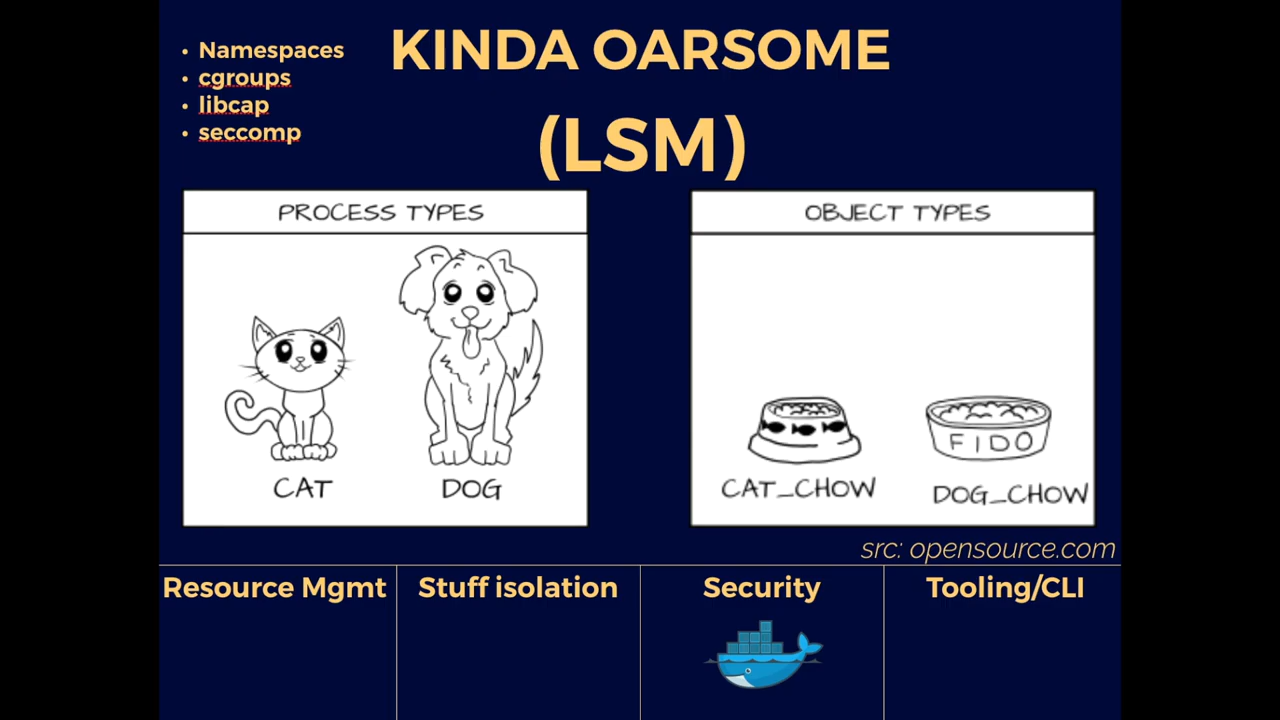 • Namespaces
• cgroups
• libcap
• seccomp
KINDA OARSOME
(LSM)
PROCESS TYPES
CAT
DOG
OBJECT TYPES
FIDO
CAT_CHOW
DOG_CHOW
src: opensource.com
Resource Mgmt
Stuff isolation
Security
Tooling/CLI